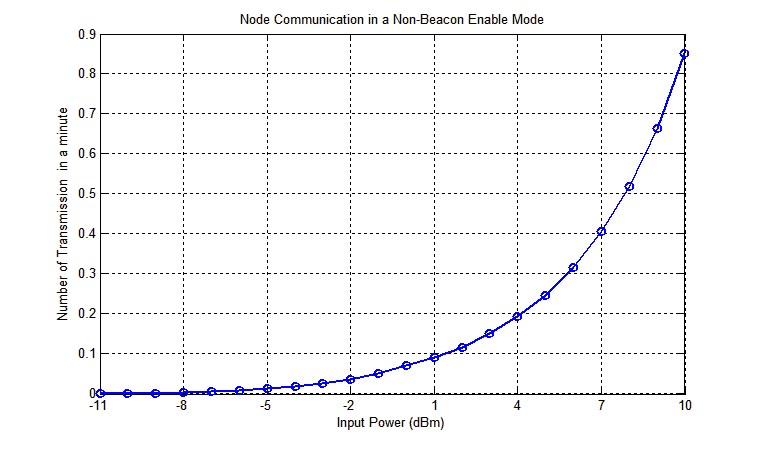 Node Communication in a Non-Beacon Enable Mode
Number of Transmission in a minute
0.9
0.8
0.7
0.6
0.5
0.4
0.3
0.2
0.1
0
-11 -8 -5 -2 1 4 7 10
Input Power (dBm)